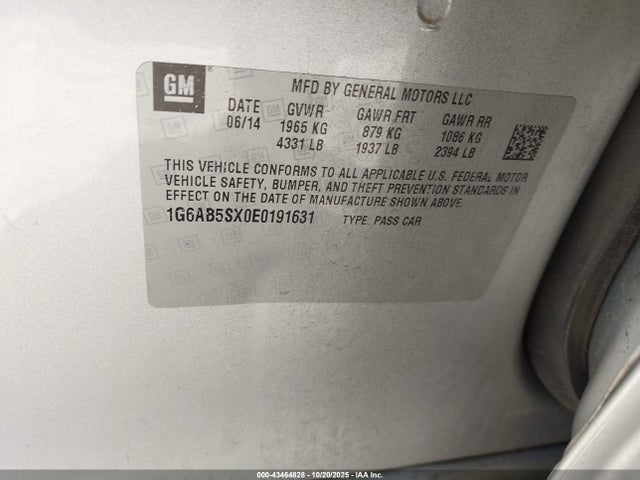 GM
MFD BY GENERAL MOTORS LLC
DATE GVWR GAWR FRT GAWR RR
06/14 1965 KG 879 KG 1086 KG
4331 LB 1937 LB 2394 LB
THIS VEHICLE CONFORMS TO ALL APPLICABLE U.S. FEDERAL MOTOR
VEHICLE SAFETY, BUMPER, AND THEFT PREVENTION STANDARDS IN
EFFECT ON THE DATE OF MANUFACTURE SHOWN ABOVE.
1G6AB5SX0E0191631 TYPE: PASS CAR
000-43464828 - 10/20/2025 - Copyright IAA, Inc.